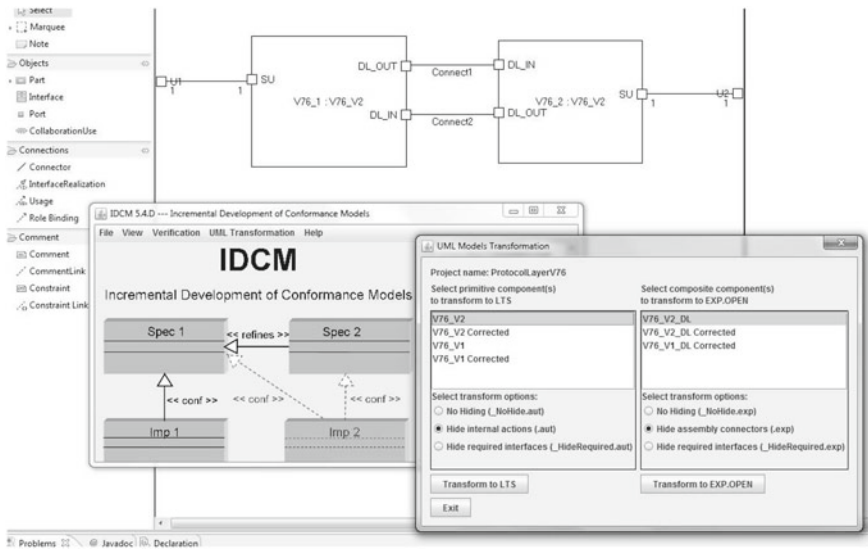 Select
Marquee
Note
Objects
Part
Interface
Port
CollaborationUse
Connections
Connector
InterfaceRealization
Usage
Role Binding
Comment
Comment
CommentLink
Constraint
Constraint Link
U1
1
1
SU
DL_OUT
V76_1 : V76_V2
DL_IN
Connect1
Connect2
DL_IN
V76_2 : V76_V2
DL_OUT
SU
1
U2
1
IDCM 5.4.D --- Incremental Development of Conformance Models
File View Verification UML Transformation Help
IDCM
Incremental Development of Conformance Models
Spec 1
<< refines >>
Spec 2
<< conf >>
<< conf >>
<< conf >>
Imp 1
Imp 2
UML Models Transformation
Project name: ProtocolLayerV76
Select primitive component(s)
to transform to LTS
V76_V2
V76_V2 Corrected
V76_V1
V76_V1 Corrected
Select transform options:
No Hiding (_NoHide.aut)
Hide internal actions (.aut)
Hide required interfaces (_HideRequired.aut)
Transform to LTS
Exit
Select composite component(s)
to transform to EXP.OPEN
V76_V2_DL
V76_V2_DL Corrected
V76_V1_DL Corrected
Select transform options:
No Hiding (_NoHide.exp)
Hide assembly connectors (.exp)
Hide required interfaces (_HideRequired.exp)
Transform to EXP.OPEN
Problems @ Javadoc Declaration